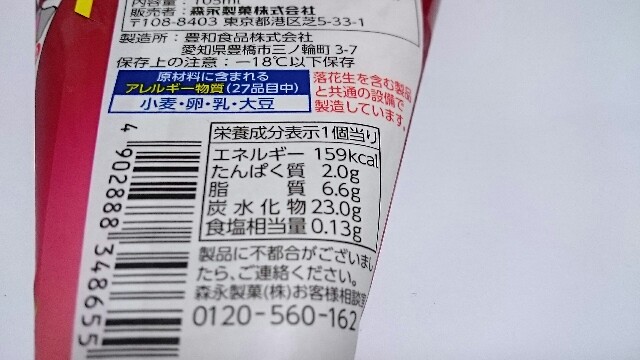 内容量：105ml
販売者：森永製菓株式会社
〒108-8403 東京都港区芝5-33-1
製造所：豊和食品株式会社
愛知県豊橋市三ノ輪町 3-7
保存上の注意：－18℃以下保存
原材料に含まれる
アレルギー物質(27品目中)
小麦・卵・乳・大豆
落花生を含む製品
と共通の設備で
製造しています。
栄養成分表示1個当り
エネルギー 159kcal
たんぱく質 2.0g
脂 質 6.6g
炭水化物 23.0g
食塩相当量 0.13g
製品に不都合がございまし
たら、ご連絡ください。
森永製菓(株)お客様相談室
0120-560-162
4 902888 348655